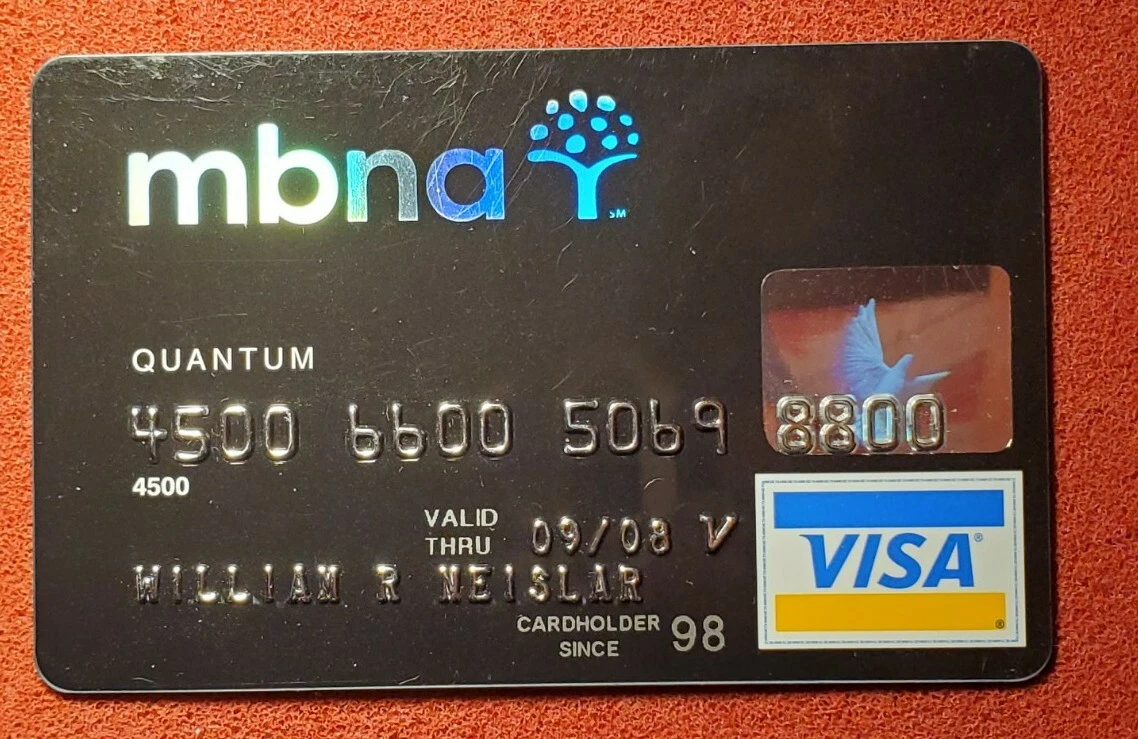 mbna
SM
QUANTUM
4500 6600 5069 8800
4500
VALID THRU 09/08 V
WILLIAM R NEISLAR
CARDHOLDER SINCE 98
VISA®
®